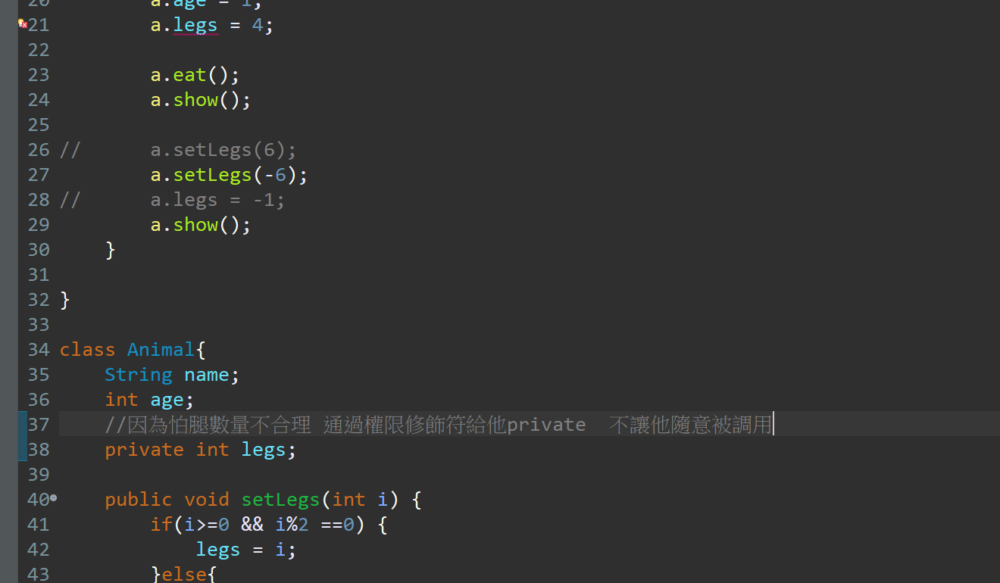 20 a.age = 1;
21 a.legs = 4;
22
23 a.eat();
24 a.show();
25
26 // a.setLegs(6);
27 a.setLegs(-6);
28 // a.legs = -1;
29 a.show();
30 }
31
32 }
33
34 class Animal{
35 String name;
36 int age;
37 //因為怕腿數量不合理 通過權限修飾符給他private 不讓他隨意被調用
38 private int legs;
39
40 public void setLegs(int i) {
41 if(i>=0 && i%2 ==0) {
42 legs = i;
43 }else{